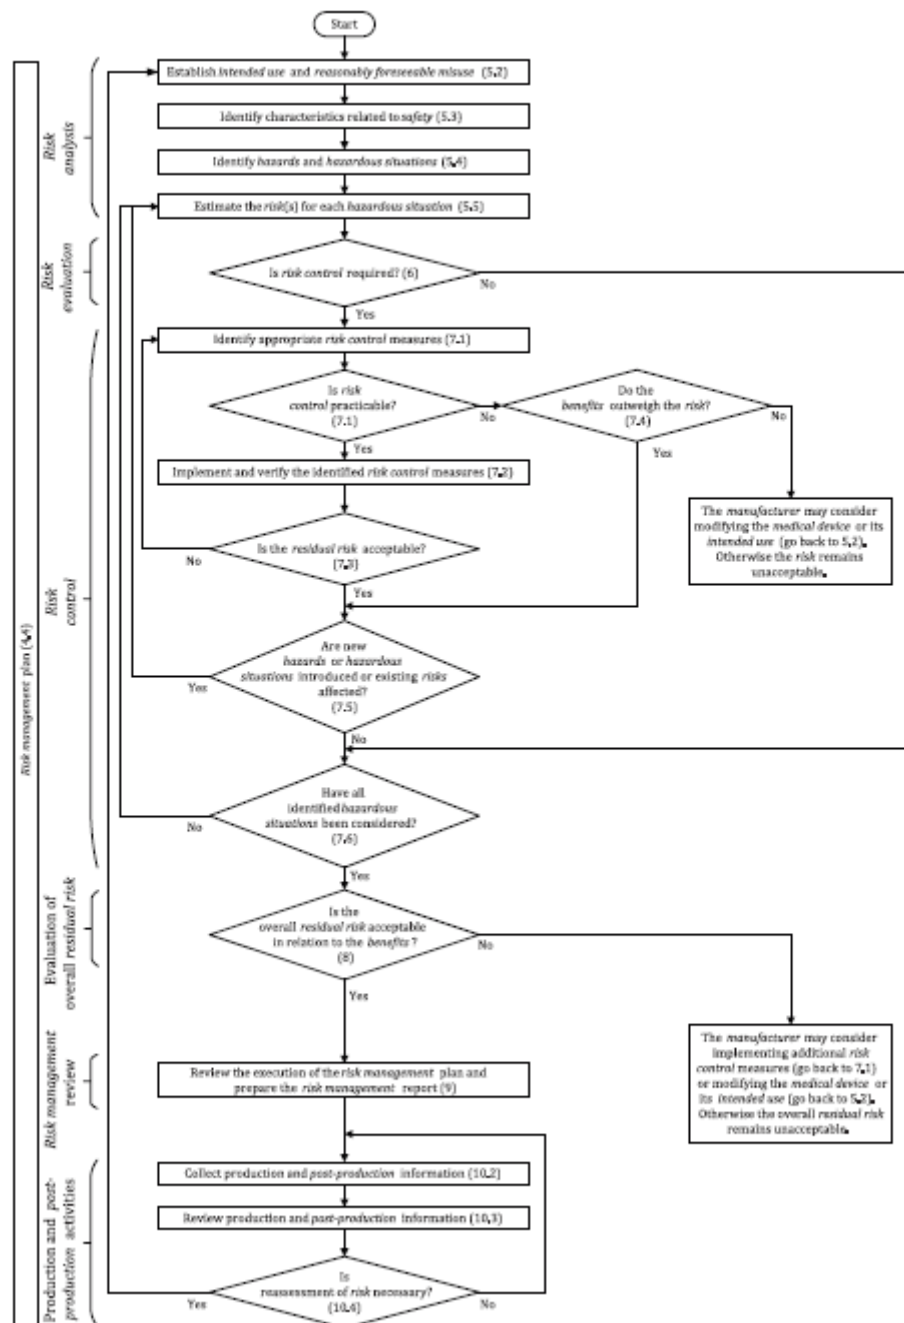 Start
Risk management plan (4.4)
Risk
analysis
Establish intended use and reasonably foreseeable misuse (5.2)
Identify characteristics related to safety (5.3)
Identify hazards and hazardous situations (5.4)
Estimate the risk(s) for each hazardous situation (5.5)
Risk
evaluation
Is risk control required? (6)
No
Yes
Risk
control
Identify appropriate risk control measures (7.1)
Is risk
control practicable?
(7.1)
No
Yes
Do the
benefits outweigh the risk?
(7.4)
No
Yes
Implement and verify the identified risk control measures (7.2)
The manufacturer may consider
modifying the medical device or its
intended use (go back to 5.2).
Otherwise the risk remains
unacceptable.
Is the residual risk acceptable?
(7.3)
No
Yes
Are new
hazards or hazardous
situations introduced or existing risks
affected?
(7.5)
Yes
No
Have all
identified hazardous
situations been considered?
(7.6)
No
Yes
Evaluation of
overall residual risk
Is the
overall residual risk acceptable
in relation to the benefits ?
(8)
No
Yes
Risk management
review
Review the execution of the risk management plan and
prepare the risk management report (9)
The manufacturer may consider
implementing additional risk
control measures (go back to 7.1)
or modifying the medical device or
its intended use (go back to 5.2).
Otherwise the overall residual risk
remains unacceptable.
Production and post-
production activities
Collect production and post-production information (10.2)
Review production and post-production information (10.3)
Is
reassessment of risk necessary?
(10.4)
Yes
No